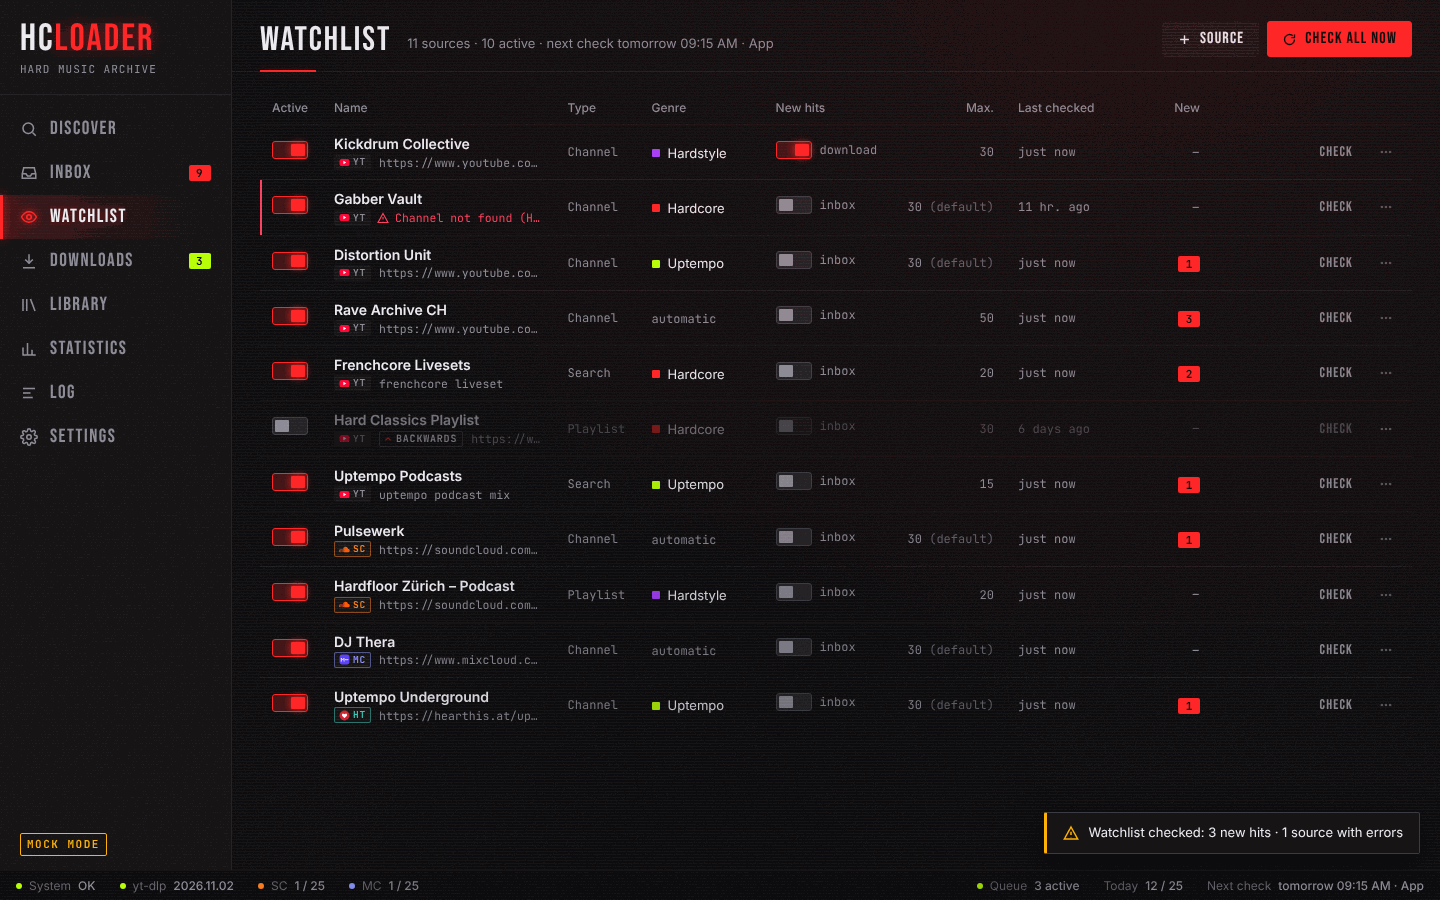 HCLOADER
HARD MUSIC ARCHIVE
DISCOVER
INBOX 9
WATCHLIST
DOWNLOADS 3
LIBRARY
STATISTICS
LOG
SETTINGS
MOCK MODE
WATCHLIST 11 sources · 10 active · next check tomorrow 09:15 AM · App
+ SOURCE CHECK ALL NOW
Active Name Type Genre New hits Max. Last checked New
Kickdrum Collective
YT https://www.youtube.co… Channel Hardstyle download 30 just now – CHECK ···
Gabber Vault
YT Channel not found (H… Channel Hardcore inbox 30 (default) 11 hr. ago – CHECK ···
Distortion Unit
YT https://www.youtube.co… Channel Uptempo inbox 30 (default) just now 1 CHECK ···
Rave Archive CH
YT https://www.youtube.co… Channel automatic inbox 50 just now 3 CHECK ···
Frenchcore Livesets
YT frenchcore liveset Search Hardcore inbox 20 just now 2 CHECK ···
Hard Classics Playlist
YT BACKWARDS https://w… Playlist Hardcore inbox 30 6 days ago – CHECK ···
Uptempo Podcasts
YT uptempo podcast mix Search Uptempo inbox 15 just now 1 CHECK ···
Pulsewerk
SC https://soundcloud.com… Channel automatic inbox 30 (default) just now 1 CHECK ···
Hardfloor Zürich – Podcast
SC https://soundcloud.com… Playlist Hardstyle inbox 20 just now – CHECK ···
DJ Thera
MC https://www.mixcloud.c… Channel automatic inbox 30 (default) just now – CHECK ···
Uptempo Underground
HT https://hearthis.at/up… Channel Uptempo inbox 30 (default) just now 1 CHECK ···
Watchlist checked: 3 new hits · 1 source with errors
System OK yt-dlp 2026.11.02 SC 1 / 25 MC 1 / 25 Queue 3 active Today 12 / 25 Next check tomorrow 09:15 AM · App